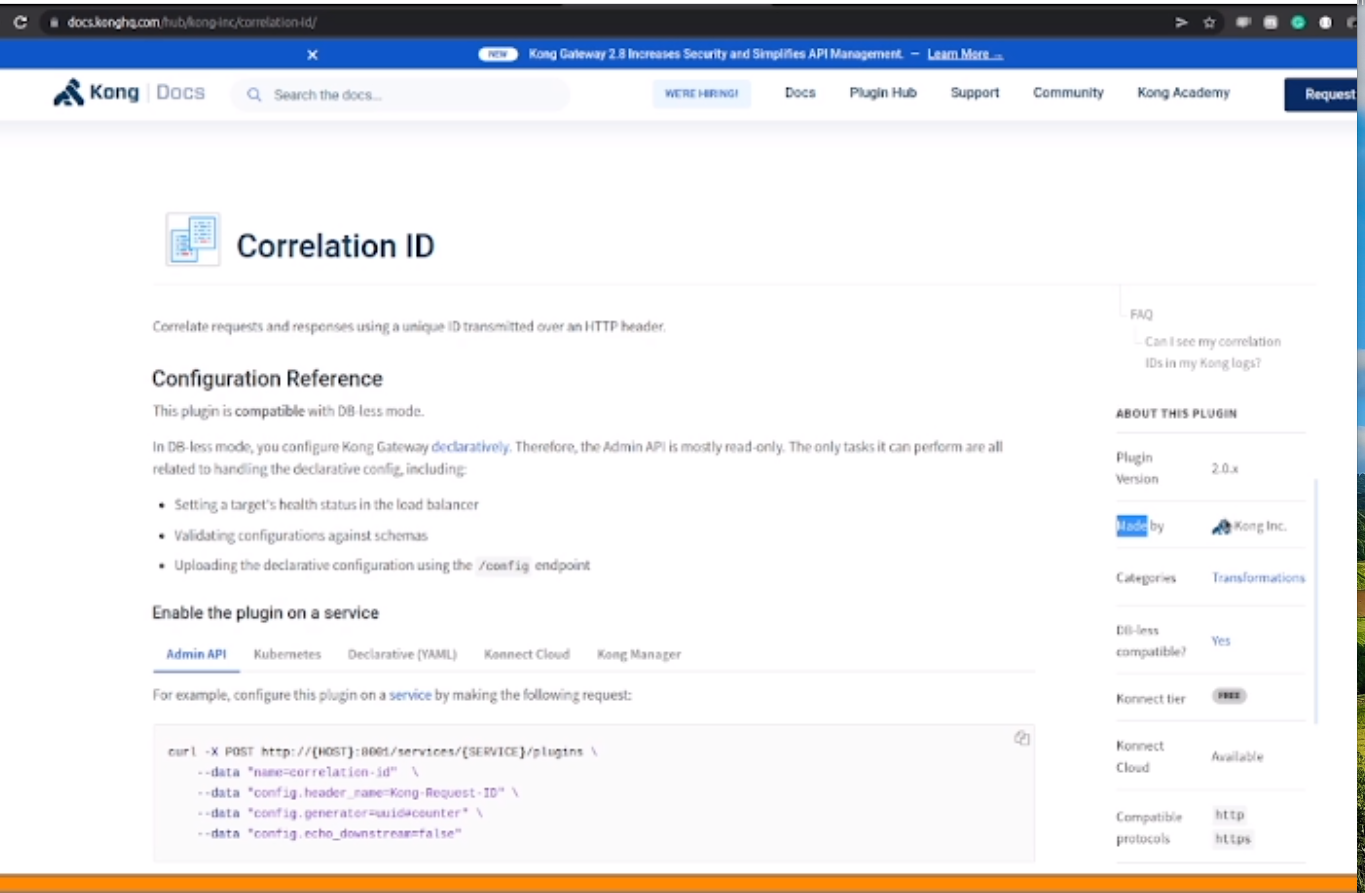 docs.konghq.com/hub/kong-inc/correlation-id/
NEW Kong Gateway 2.8 Increases Security and Simplifies API Management. — Learn More →
Kong | Docs
Search the docs...
WE'RE HIRING!
Docs
Plugin Hub
Support
Community
Kong Academy
Request
Correlation ID
Correlate requests and responses using a unique ID transmitted over an HTTP header.
Configuration Reference
This plugin is compatible with DB-less mode.
In DB-less mode, you configure Kong Gateway declaratively. Therefore, the Admin API is mostly read-only. The only tasks it can perform are all
related to handling the declarative config, including:
• Setting a target's health status in the load balancer
• Validating configurations against schemas
• Uploading the declarative configuration using the /config endpoint
Enable the plugin on a service
Admin API
Kubernetes
Declarative (YAML)
Konnect Cloud
Kong Manager
For example, configure this plugin on a service by making the following request:
curl -X POST http://{HOST}:8001/services/{SERVICE}/plugins \
--data "name=correlation-id" \
--data "config.header_name=Kong-Request-ID" \
--data "config.generator=uuid#counter" \
--data "config.echo_downstream=false"
FAQ
Can I see my correlation
IDs in my Kong logs?
ABOUT THIS PLUGIN
Plugin
Version
2.0.x
Made by
Kong Inc.
Categories
Transformations
DB-less
compatible?
Yes
Konnect tier
FREE
Konnect
Cloud
Available
Compatible
protocols
http
https